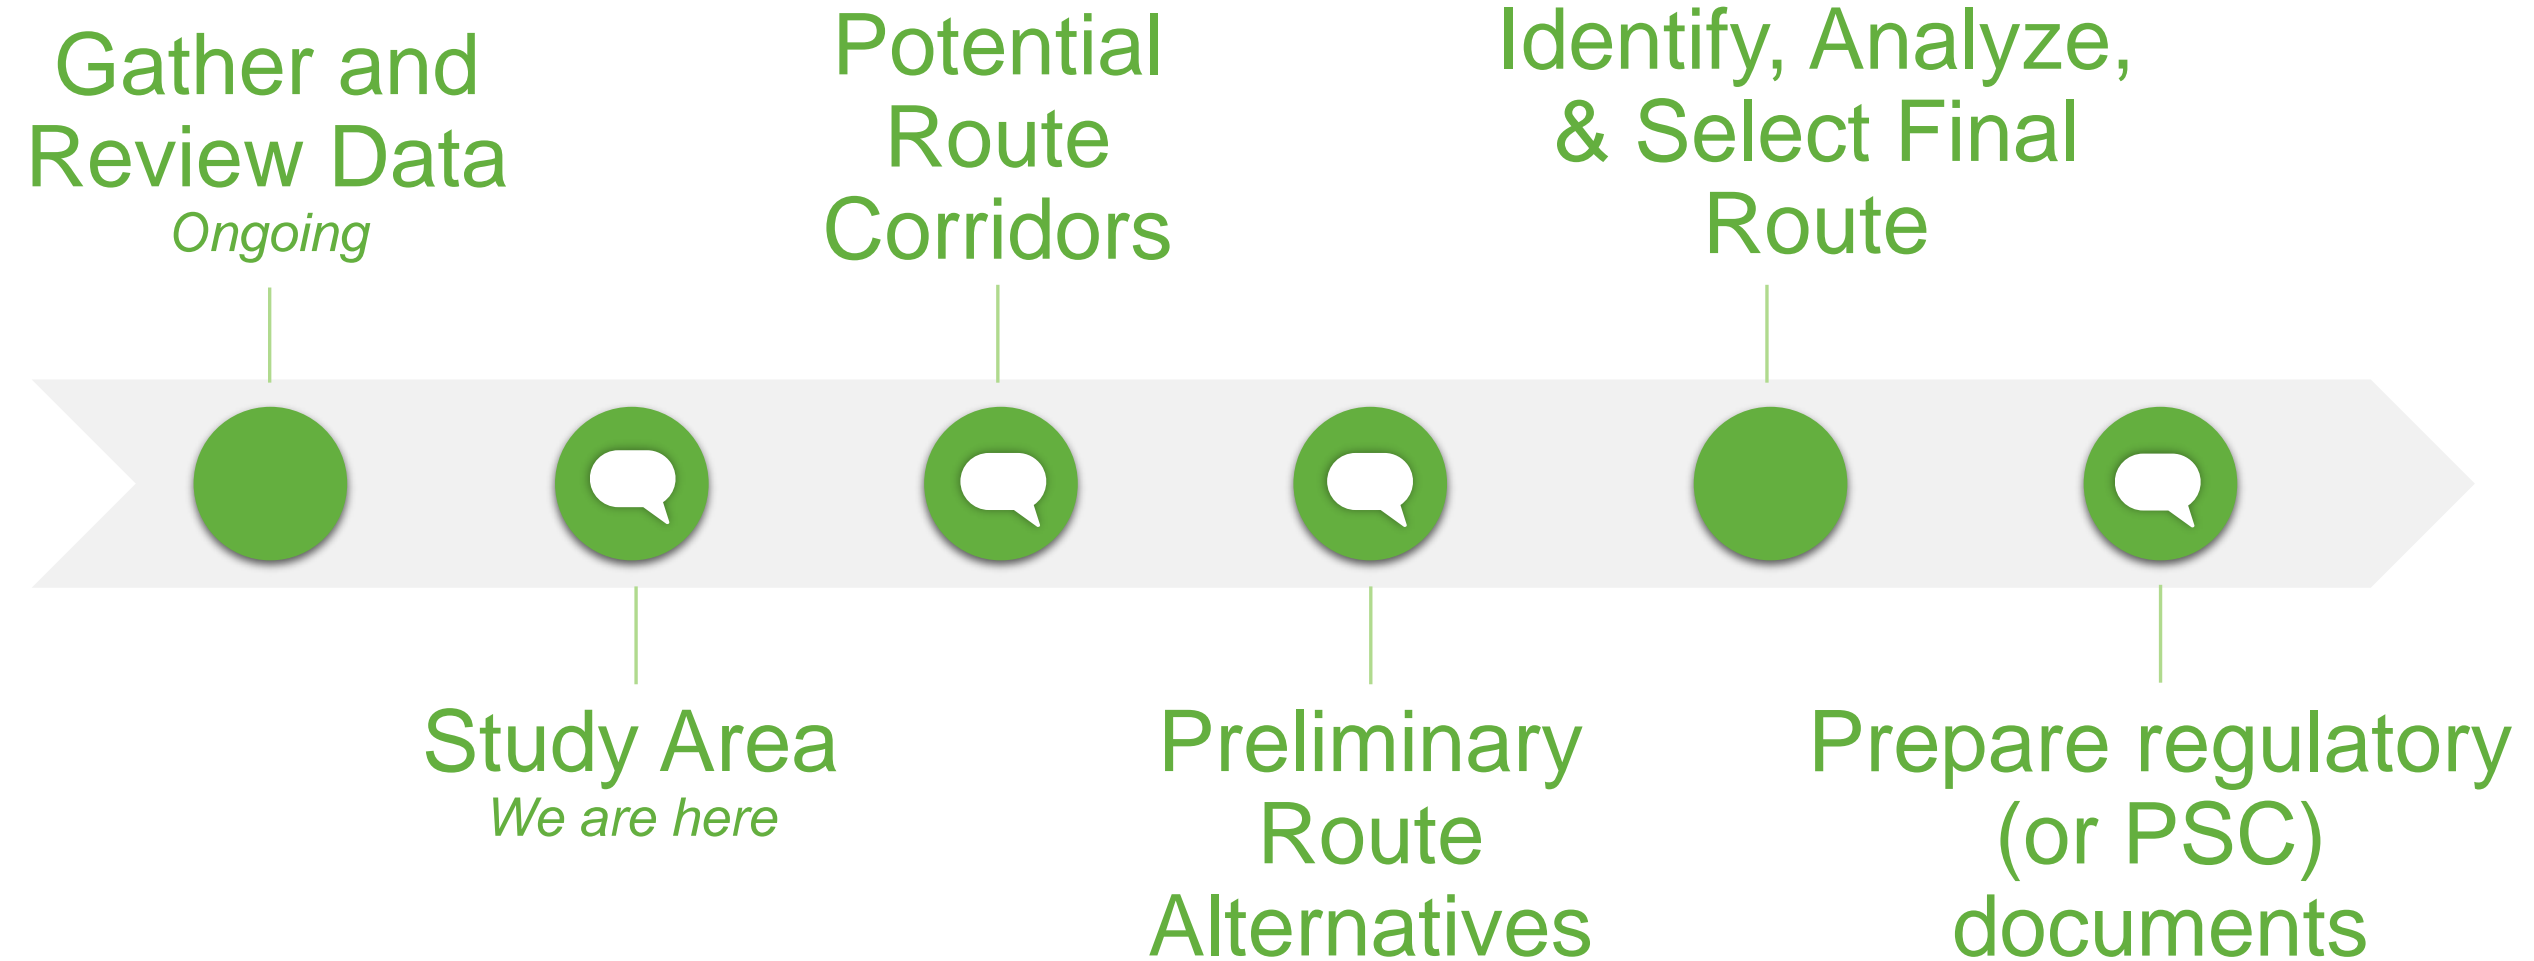 Gather and
Review Data
Ongoing
Study Area
We are here
Potential
Route
Corridors
Preliminary
Route
Alternatives
Identify, Analyze,
& Select Final
Route
Prepare regulatory
(or PSC)
documents